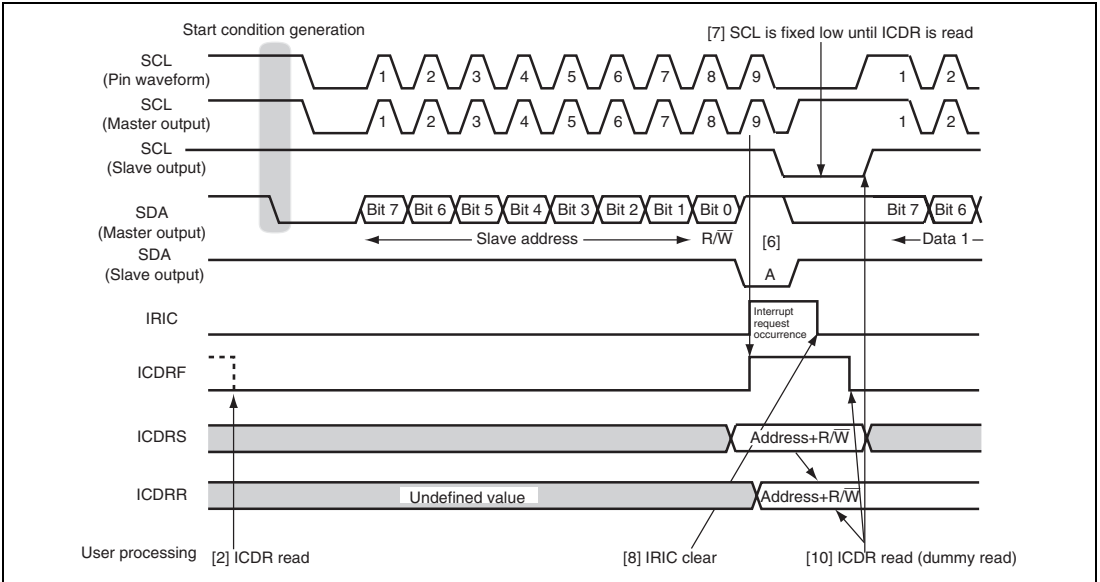 Start condition generation
[7] SCL is fixed low until ICDR is read
SCL
(Pin waveform)
1 2 3 4 5 6 7 8 9 1 2
SCL
(Master output)
1 2 3 4 5 6 7 8 9 1 2
SCL
(Slave output)
SDA
(Master output)
Bit 7 Bit 6 Bit 5 Bit 4 Bit 3 Bit 2 Bit 1 Bit 0 Bit 7 Bit 6
Slave address R/W̅ [6] Data 1
SDA
(Slave output)
A
IRIC
Interrupt
request
occurrence
ICDRF
ICDRS
Address+R/W̅
ICDRR
Undefined value
Address+R/W̅
User processing
[2] ICDR read
[8] IRIC clear
[10] ICDR read (dummy read)